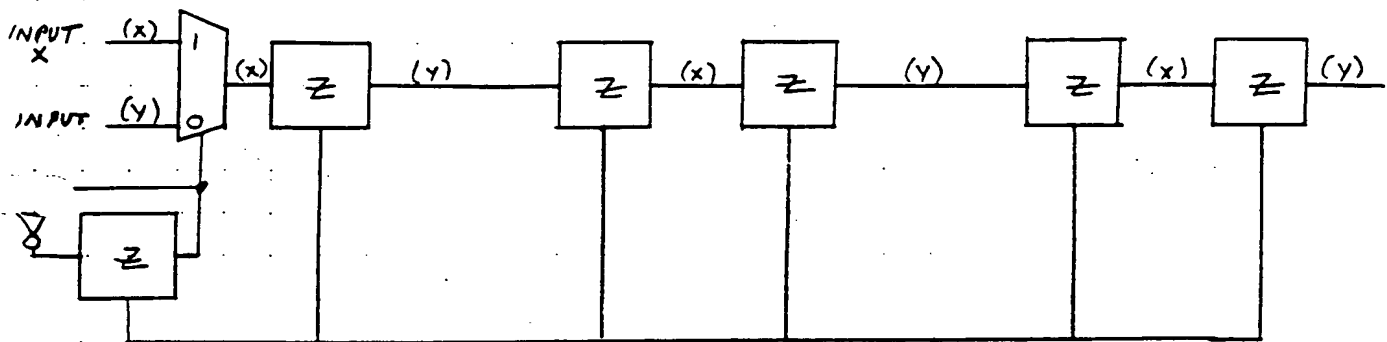 INPUT (X)
X
1
(X) Z (Y) Z (X) Z (Y) Z (X) Z (Y)
INPUT (Y)
0
Z